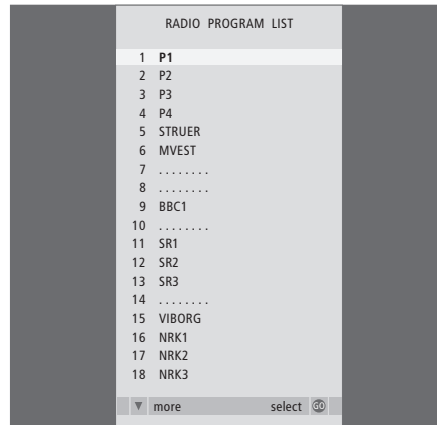 RADIO PROGRAM LIST
1 P1
2 P2
3 P3
4 P4
5 STRUER
6 MVEST
7 . . . . . . . .
8 . . . . . . . .
9 BBC1
10 . . . . . . . .
11 SR1
12 SR2
13 SR3
14 . . . . . . . .
15 VIBORG
16 NRK1
17 NRK2
18 NRK3
▼ more select GO